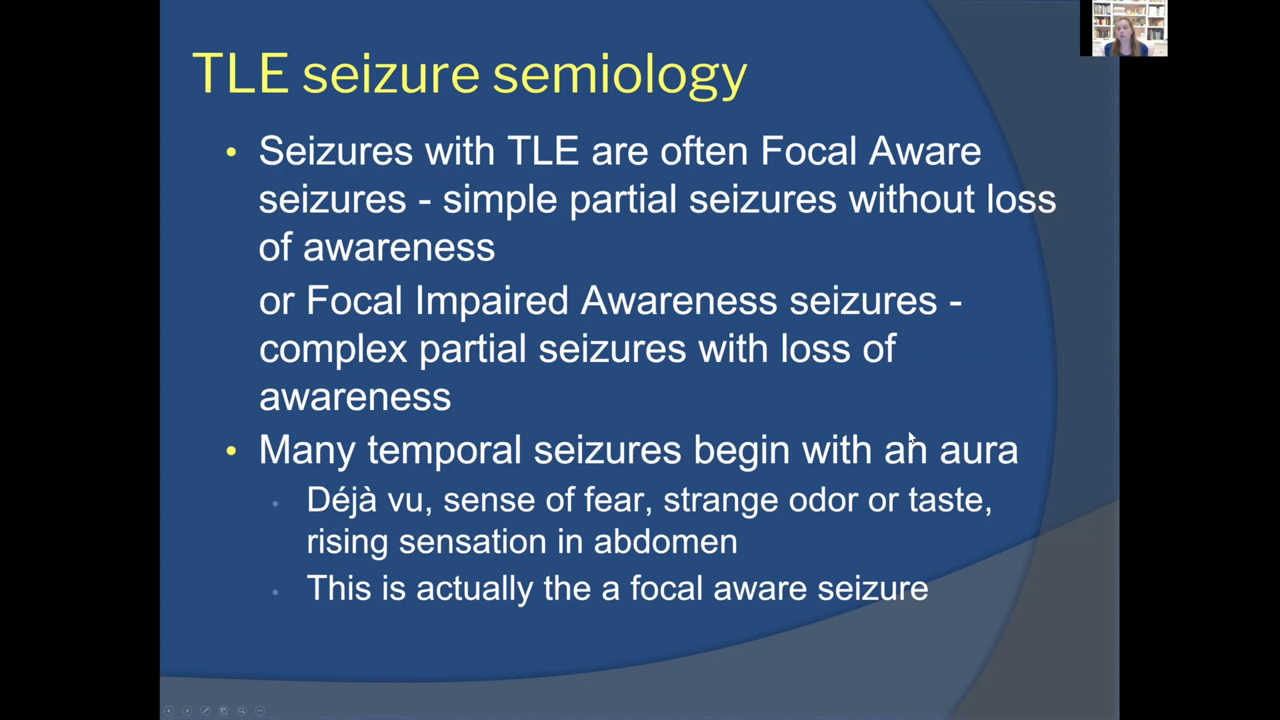 TLE seizure semiology
• Seizures with TLE are often Focal Aware
seizures - simple partial seizures without loss
of awareness
or Focal Impaired Awareness seizures -
complex partial seizures with loss of
awareness
• Many temporal seizures begin with an aura
• Déjà vu, sense of fear, strange odor or taste,
rising sensation in abdomen
• This is actually the a focal aware seizure